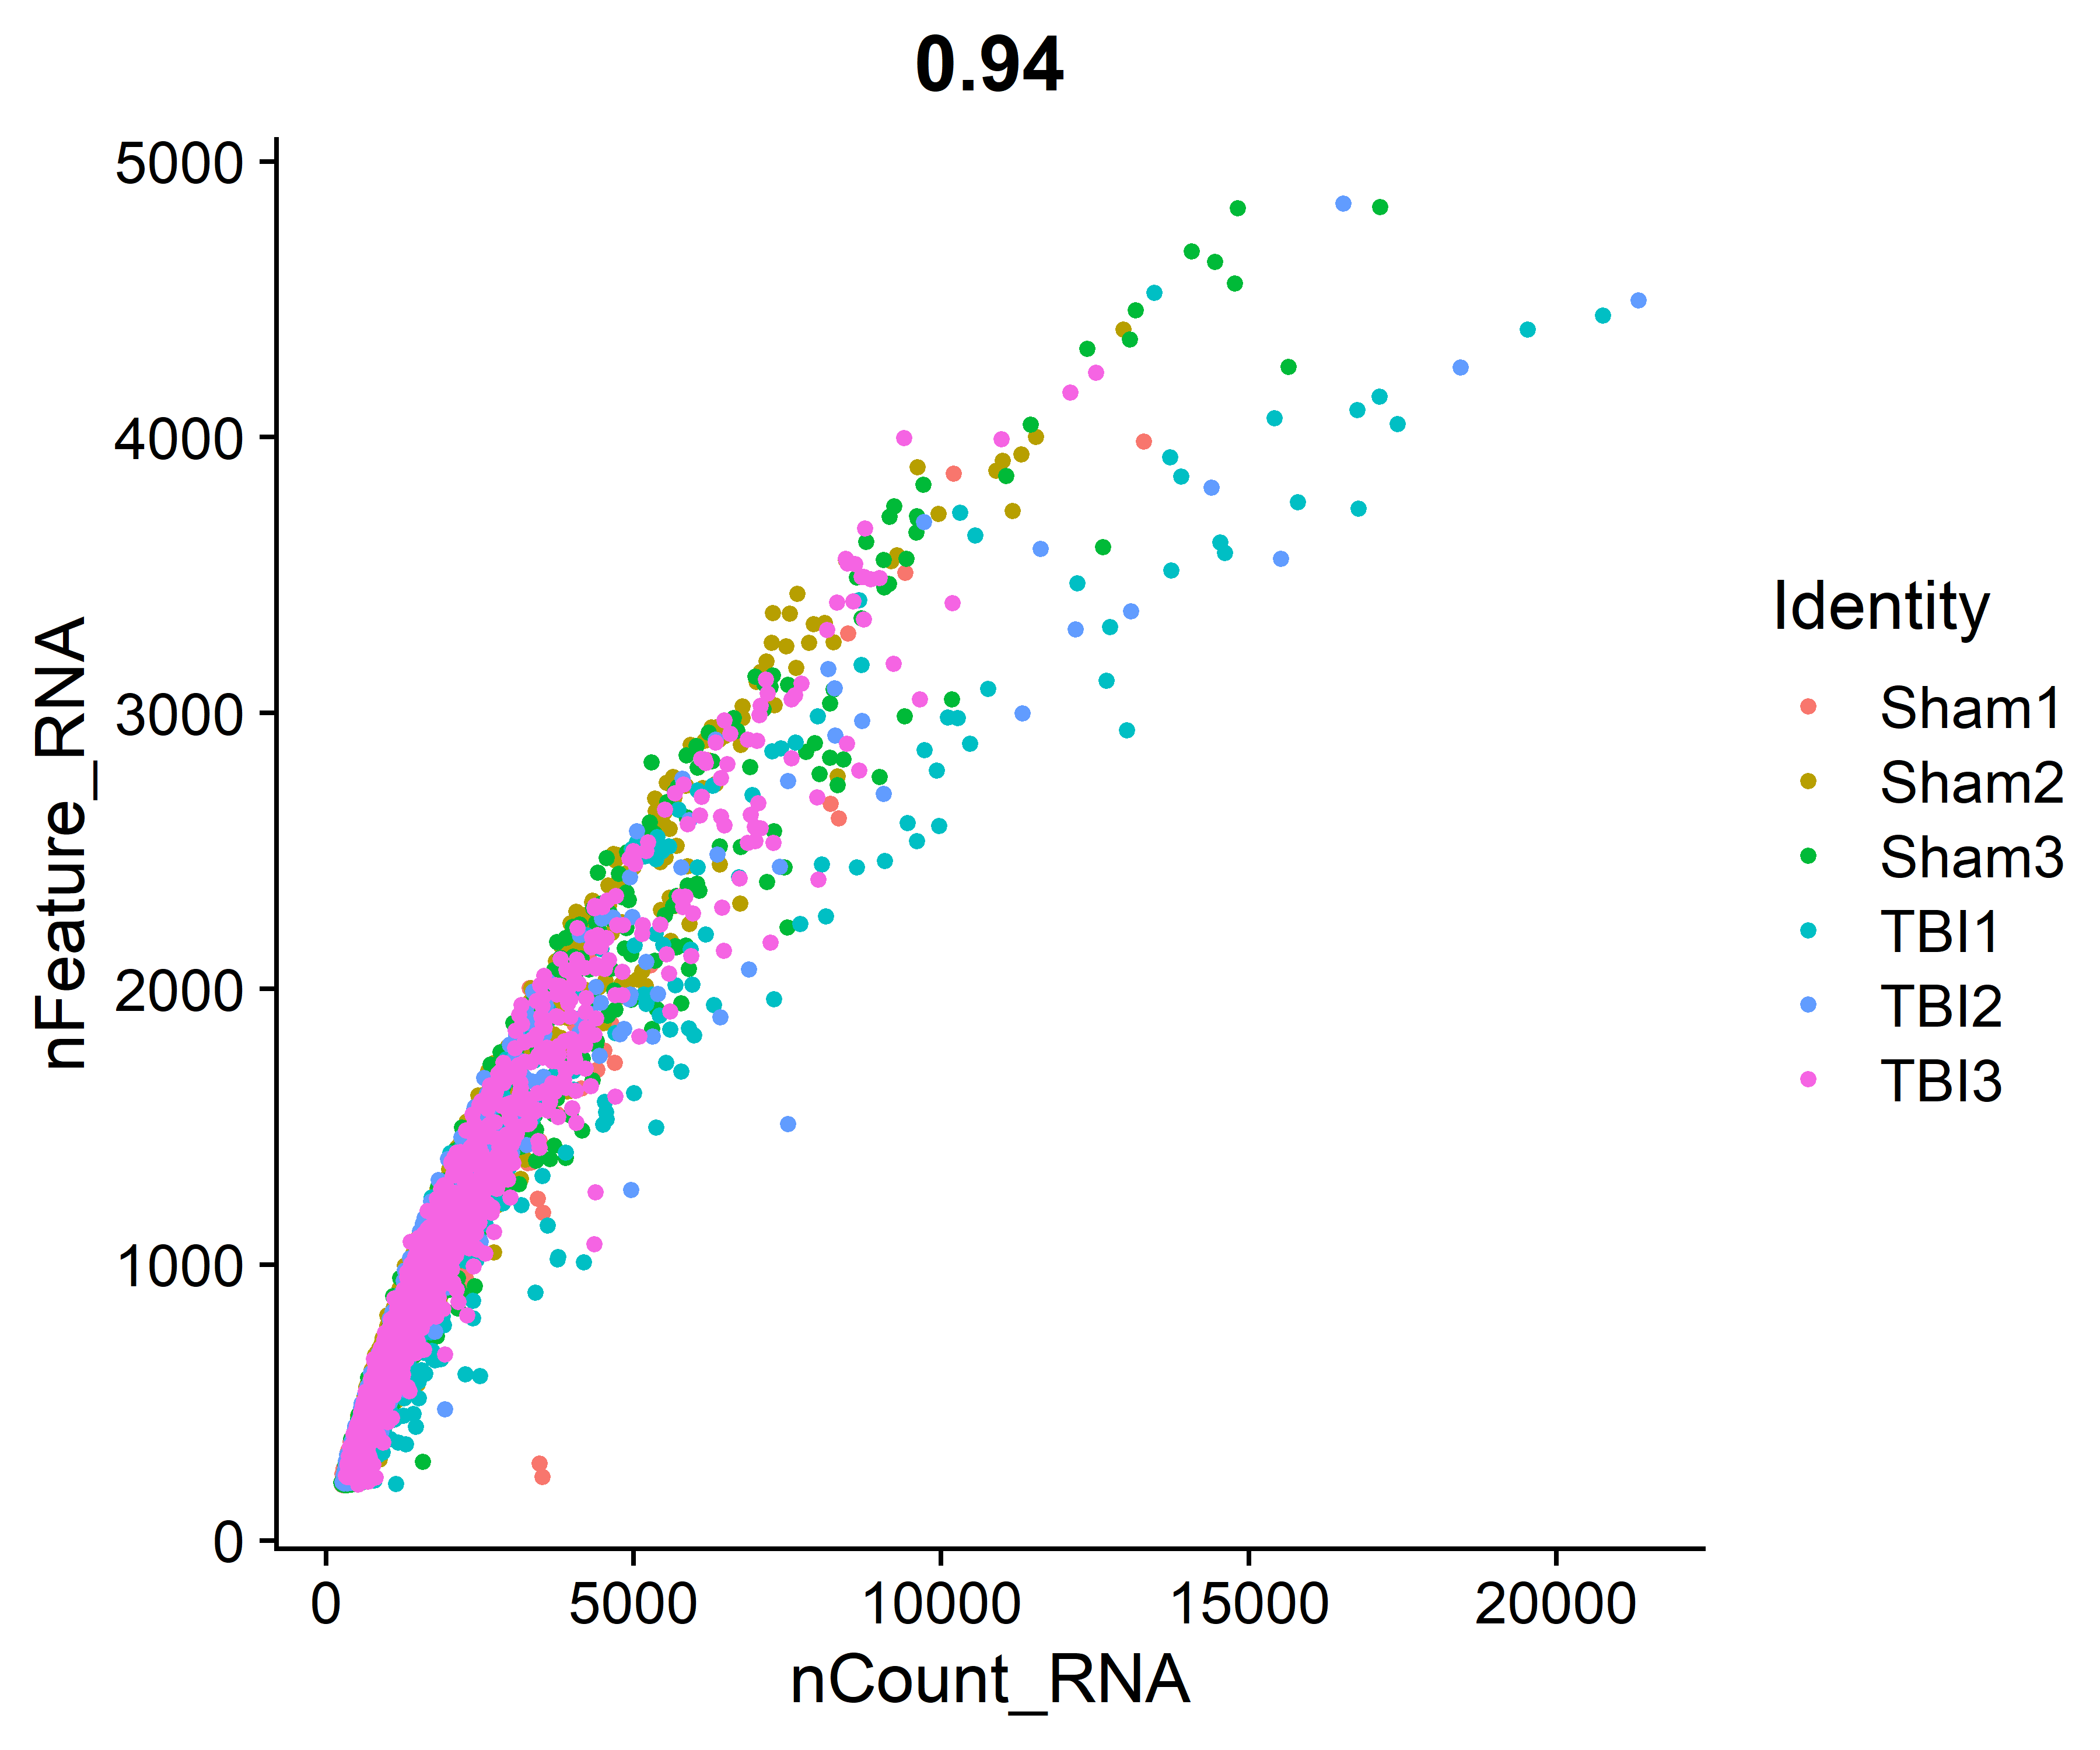 0.94
5000
4000
3000
2000
1000
0
nFeature_RNA
0
5000
10000
15000
20000
nCount_RNA
Identity
Sham1
Sham2
Sham3
TBI1
TBI2
TBI3